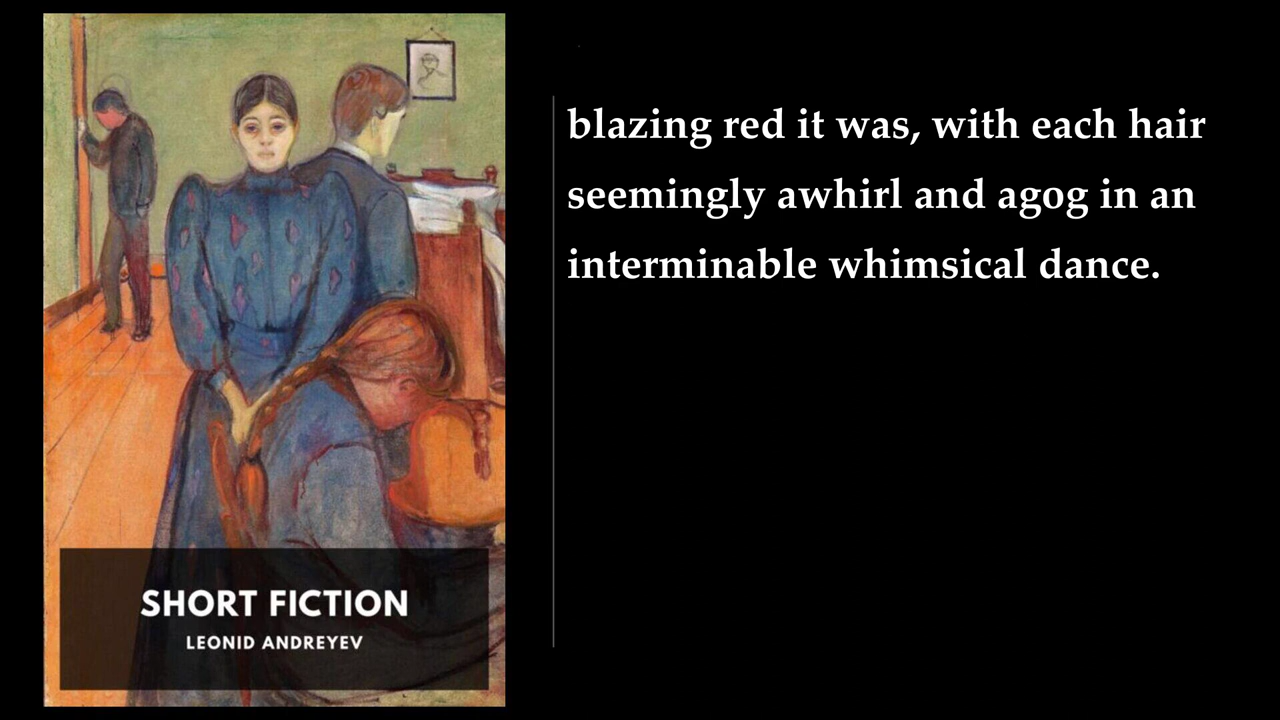 SHORT FICTION
LEONID ANDREYEV
blazing red it was, with each hair
seemingly awhirl and agog in an
interminable whimsical dance.